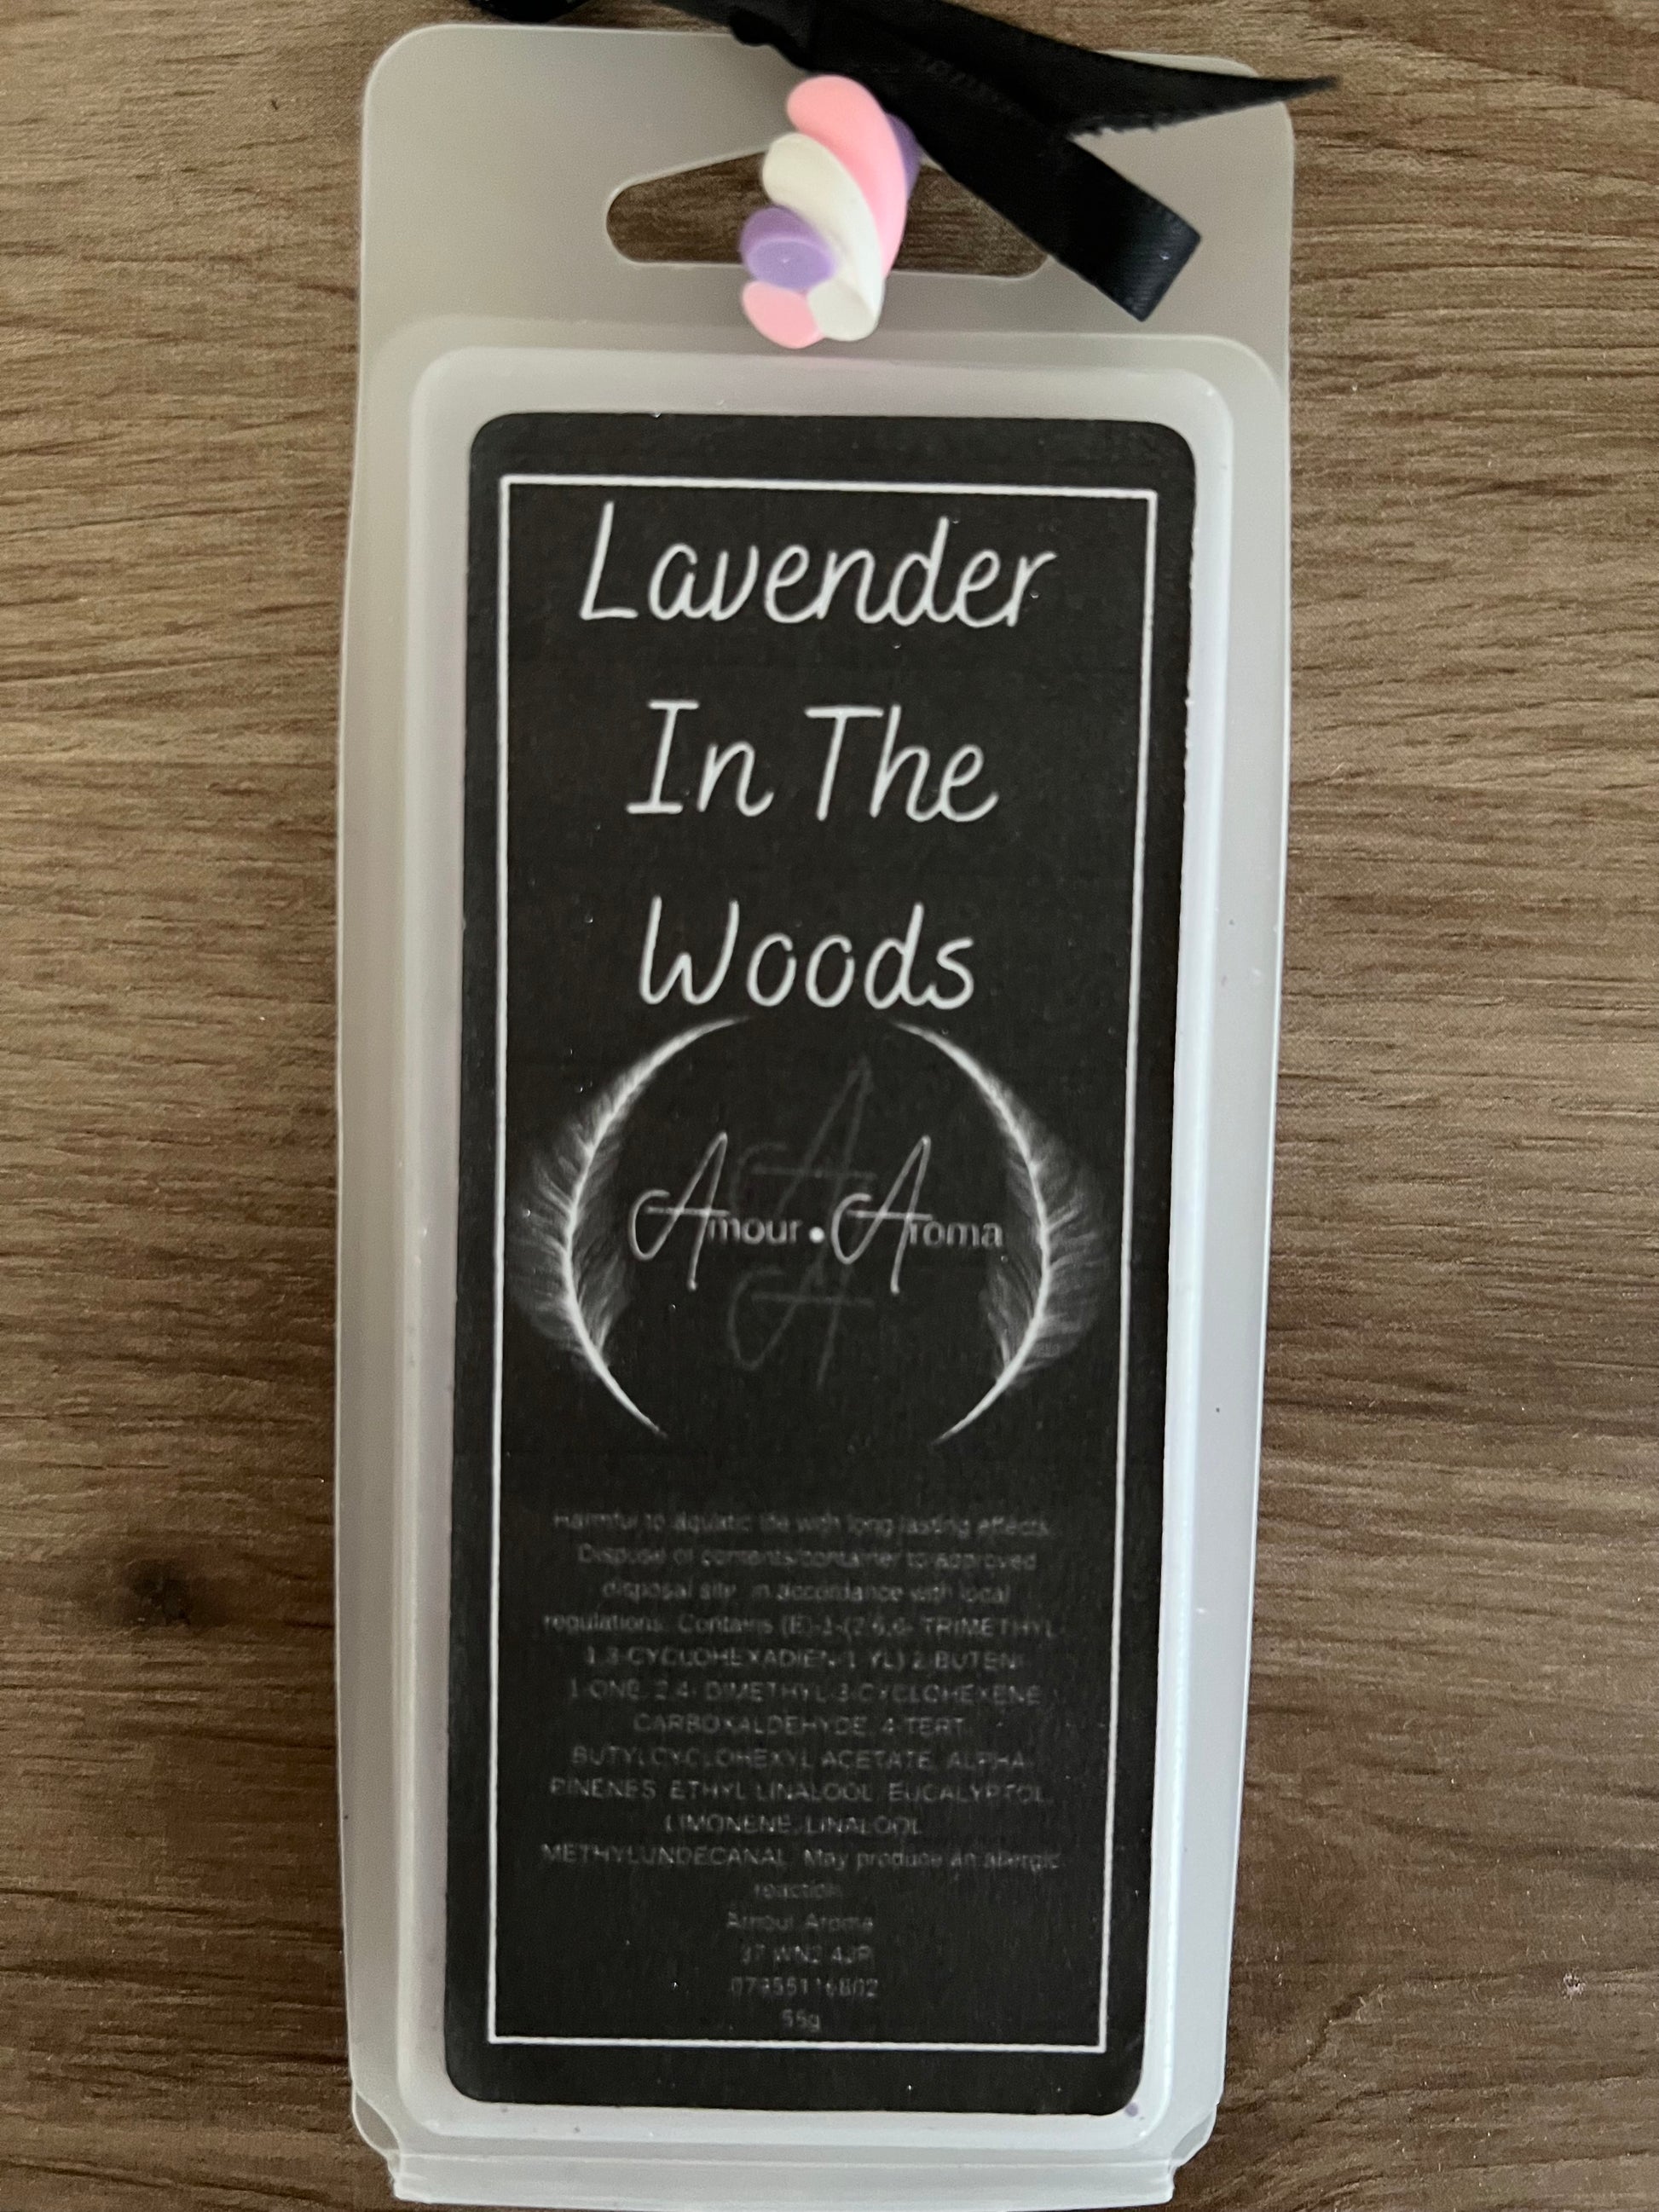 Lavender
In The
Woods
Amour • Aroma
Harmful to aquatic life with long lasting effects.
Dispose of contents/container to approved
disposal site, in accordance with local
regulations. Contains (E)-1-(2,6,6- TRIMETHYL-
1,3-CYCLOHEXADIEN-1-YL)-2-BUTEN-
1-ONE, 2,4- DIMETHYL-3-CYCLOHEXENE
CARBOXALDEHYDE, 4-TERT-
BUTYLCYCLOHEXYL ACETATE, ALPHA-
PINENES, ETHYL LINALOOL, EUCALYPTOL,
LIMONENE, LINALOOL,
METHYLUNDECANAL. May produce an allergic
reaction.
Amour Aroma
37 WN2
55g